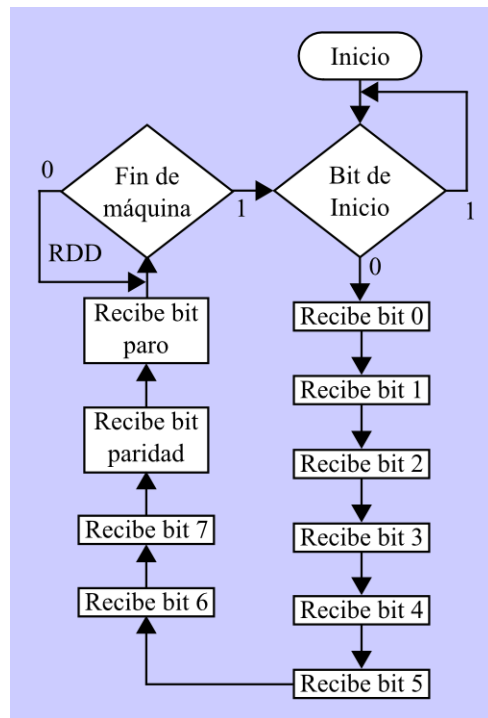 Inicio
Bit de
Inicio
1
0
Recibe bit 0
Recibe bit 1
Recibe bit 2
Recibe bit 3
Recibe bit 4
Recibe bit 5
Recibe bit 6
Recibe bit 7
Recibe bit
paridad
Recibe bit
paro
Fin de
máquina
0
RDD
1